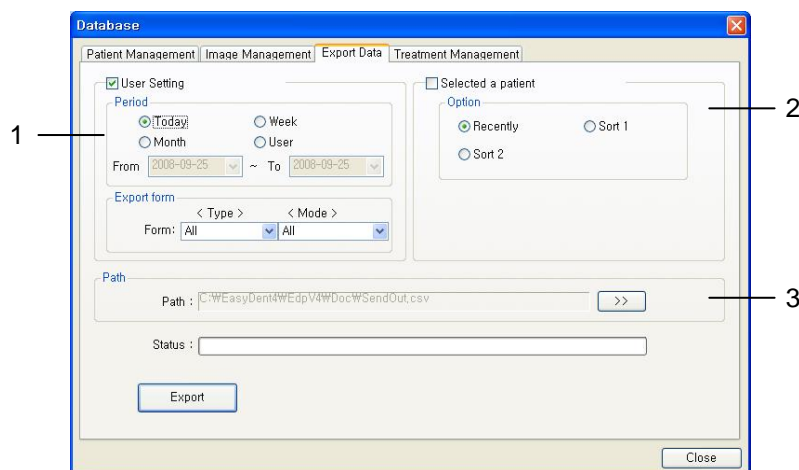 Database
Patient Management Image Management Export Data Treatment Management
User Setting
Period
Today Week
Month User
From 2008-09-25 ~ To 2008-09-25
Export form
< Type > < Mode >
Form: All All
Selected a patient
Option
Recently Sort 1
Sort 2
Path
Path : C:₩EasyDent4₩EdpV4₩Doc₩SendOut,csv >>
Status :
Export
Close
1
2
3